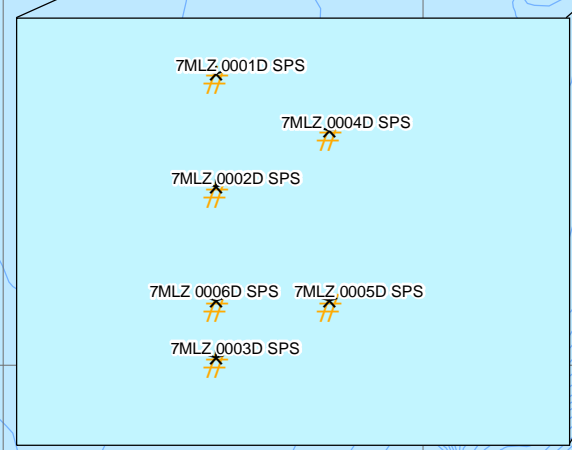 7MLZ 0001D SPS
7MLZ 0004D SPS
7MLZ 0002D SPS
7MLZ 0006D SPS
7MLZ 0005D SPS
7MLZ 0003D SPS